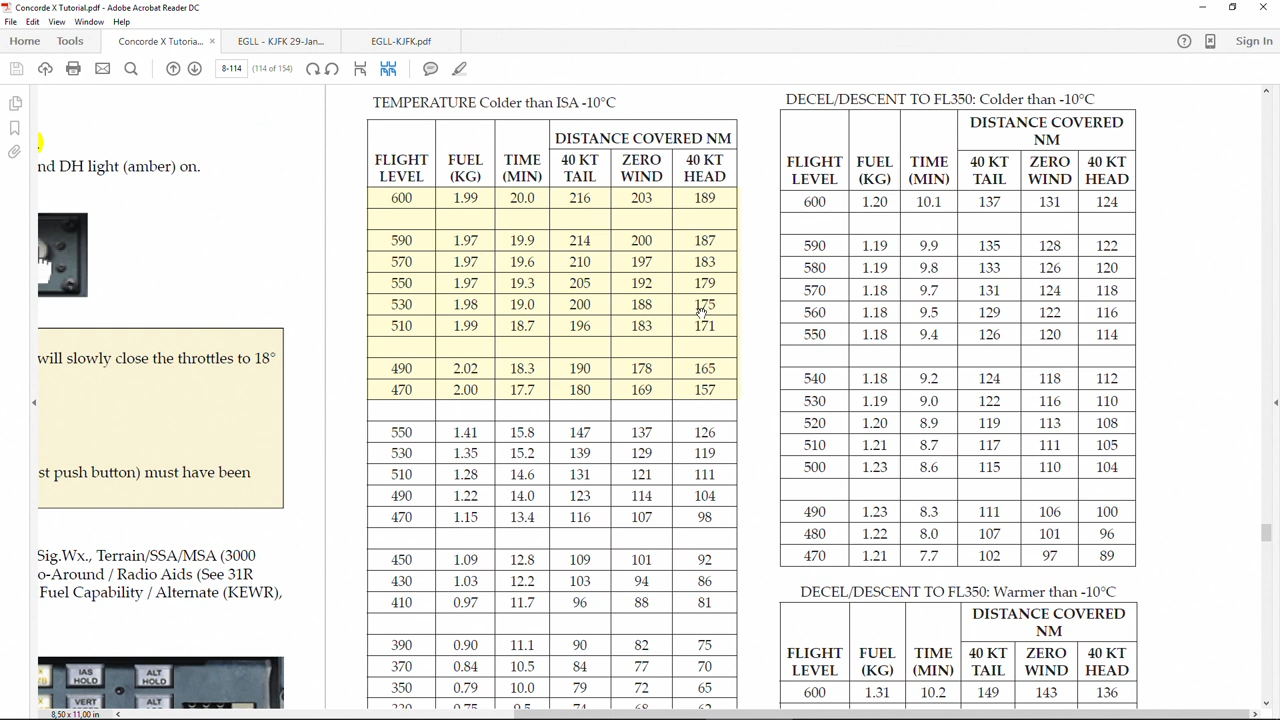 Concorde X Tutorial.pdf - Adobe Acrobat Reader DC
File Edit View Window Help
Home Tools Concorde X Tutoria... × EGLL - KJFK 29-Jan... EGLL-KJFK.pdf Sign In
8-114 (114 of 154)
nd DH light (amber) on.
will slowly close the throttles to 18°
st push button) must have been
Sig.Wx., Terrain/SSA/MSA (3000
o-Around / Radio Aids (See 31R
Fuel Capability / Alternate (KEWR),
IAS HOLD
ALT HOLD
VERT
ALT
TEMPERATURE Colder than ISA -10°C
DISTANCE COVERED NM
FLIGHT LEVEL FUEL (KG) TIME (MIN) 40 KT TAIL ZERO WIND 40 KT HEAD
600 1.99 20.0 216 203 189
590 1.97 19.9 214 200 187
570 1.97 19.6 210 197 183
550 1.97 19.3 205 192 179
530 1.98 19.0 200 188 175
510 1.99 18.7 196 183 171
490 2.02 18.3 190 178 165
470 2.00 17.7 180 169 157
550 1.41 15.8 147 137 126
530 1.35 15.2 139 129 119
510 1.28 14.6 131 121 111
490 1.22 14.0 123 114 104
470 1.15 13.4 116 107 98
450 1.09 12.8 109 101 92
430 1.03 12.2 103 94 86
410 0.97 11.7 96 88 81
390 0.90 11.1 90 82 75
370 0.84 10.5 84 77 70
350 0.79 10.0 79 72 65
330 0.75 9.5 74 68 62
DECEL/DESCENT TO FL350: Colder than -10°C
DISTANCE COVERED NM
FLIGHT LEVEL FUEL (KG) TIME (MIN) 40 KT TAIL ZERO WIND 40 KT HEAD
600 1.20 10.1 137 131 124
590 1.19 9.9 135 128 122
580 1.19 9.8 133 126 120
570 1.18 9.7 131 124 118
560 1.18 9.5 129 122 116
550 1.18 9.4 126 120 114
540 1.18 9.2 124 118 112
530 1.19 9.0 122 116 110
520 1.20 8.9 119 113 108
510 1.21 8.7 117 111 105
500 1.23 8.6 115 110 104
490 1.23 8.3 111 106 100
480 1.22 8.0 107 101 96
470 1.21 7.7 102 97 89
DECEL/DESCENT TO FL350: Warmer than -10°C
DISTANCE COVERED NM
FLIGHT LEVEL FUEL (KG) TIME (MIN) 40 KT TAIL ZERO WIND 40 KT HEAD
600 1.31 10.2 149 143 136
8,50 x 11,00 in